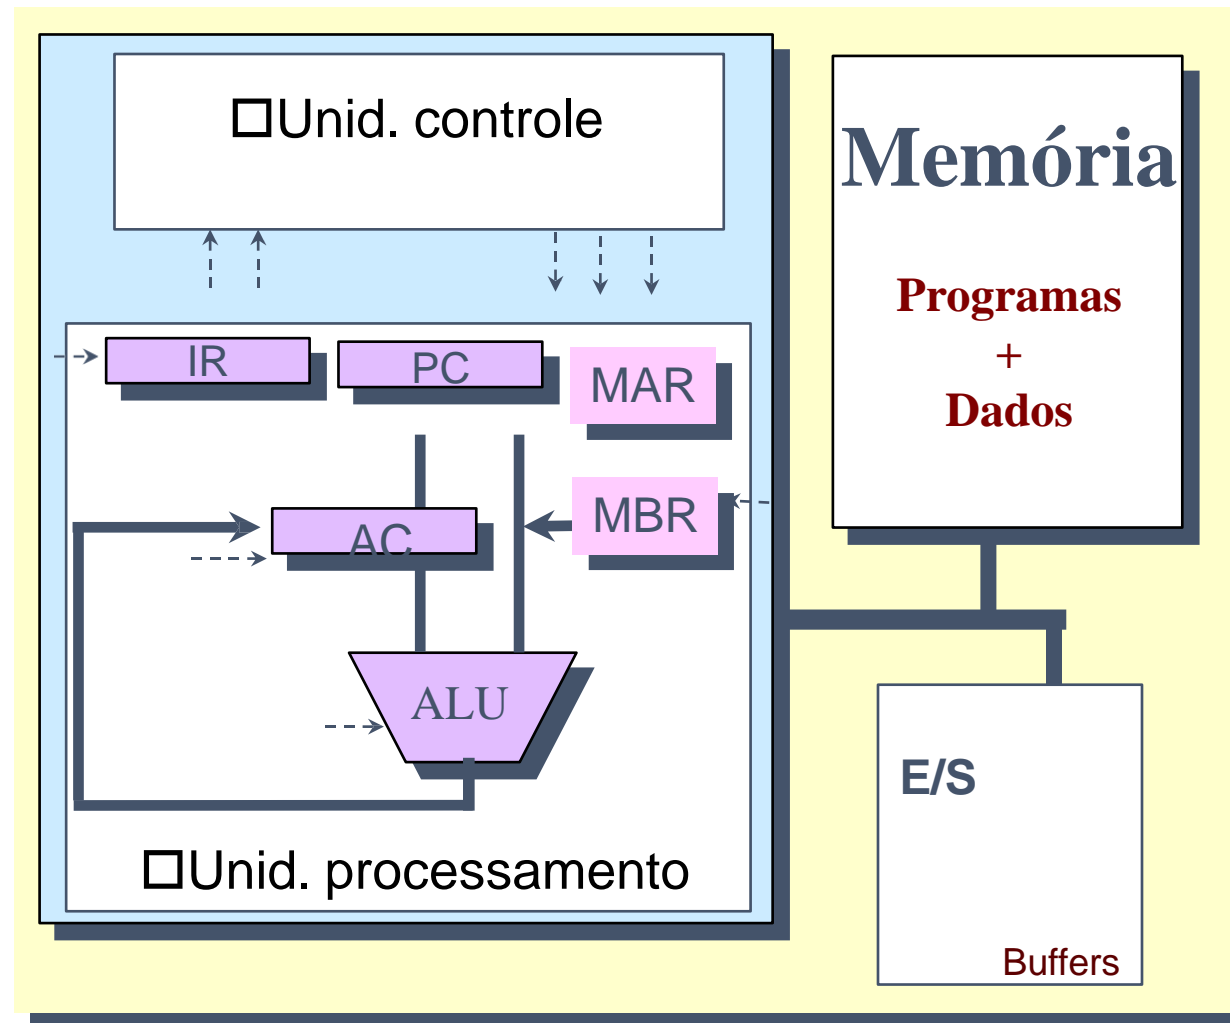 □Unid. controle
Memória
Programas
+
Dados
IR
PC
MAR
MBR
AC
ALU
□Unid. processamento
E/S
Buffers